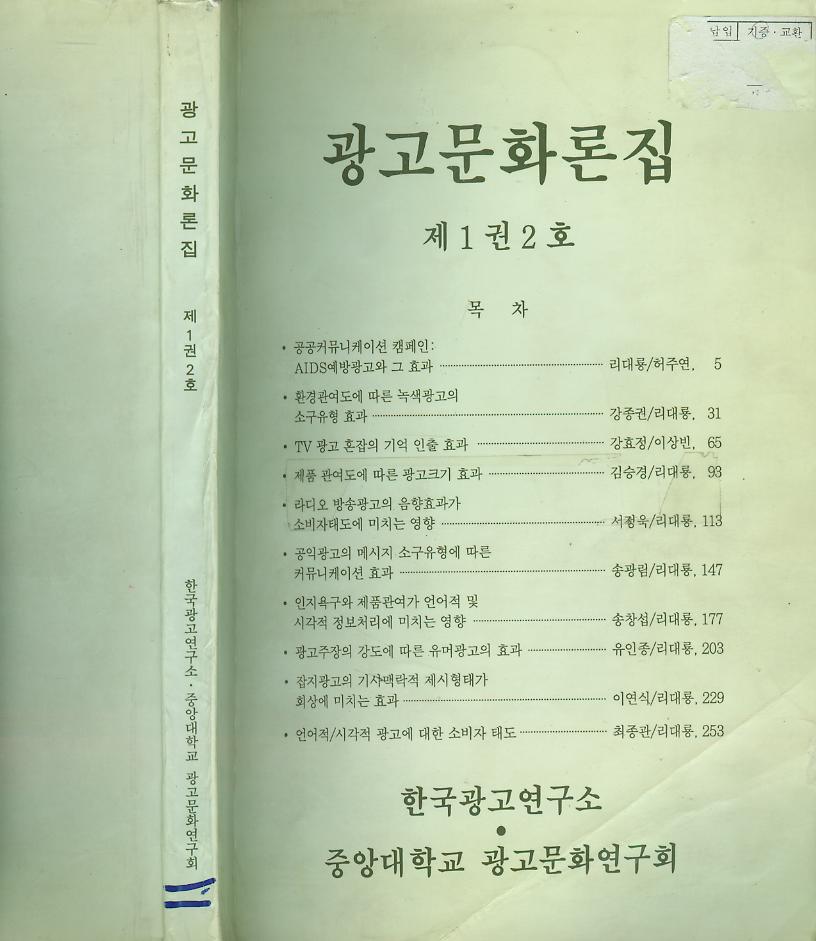 광고문화론집
제1권2호
한국광고연구소 · 중앙대학교 광고문화연구회
납입 지증·교환
광고문화론집
제1권2호
목 차
• 공공커뮤니케이션 캠페인:
AIDS예방광고와 그 효과 ········ 리대룡/허주연, 5
• 환경관여도에 따른 녹색광고의
소구유형 효과 ········ 강종권/리대룡, 31
• TV 광고 혼잡의 기억 인출 효과 ········ 강효정/이상빈, 65
• 제품 관여도에 따른 광고크기 효과 ········ 김승경/리대룡, 93
• 라디오 방송광고의 음향효과가
소비자태도에 미치는 영향 ········ 서정욱/리대룡, 113
• 공익광고의 메시지 소구유형에 따른
커뮤니케이션 효과 ········ 송광림/리대룡, 147
• 인지욕구와 제품관여가 언어적 및
시각적 정보처리에 미치는 영향 ········ 송창섭/리대룡, 177
• 광고주장의 강도에 따른 유머광고의 효과 ········ 유인종/리대룡, 203
• 잡지광고의 기사맥락적 제시형태가
회상에 미치는 효과 ········ 이연식/리대룡, 229
• 언어적/시각적 광고에 대한 소비자 태도 ········ 최종관/리대룡, 253
한국광고연구소
•
중앙대학교 광고문화연구회